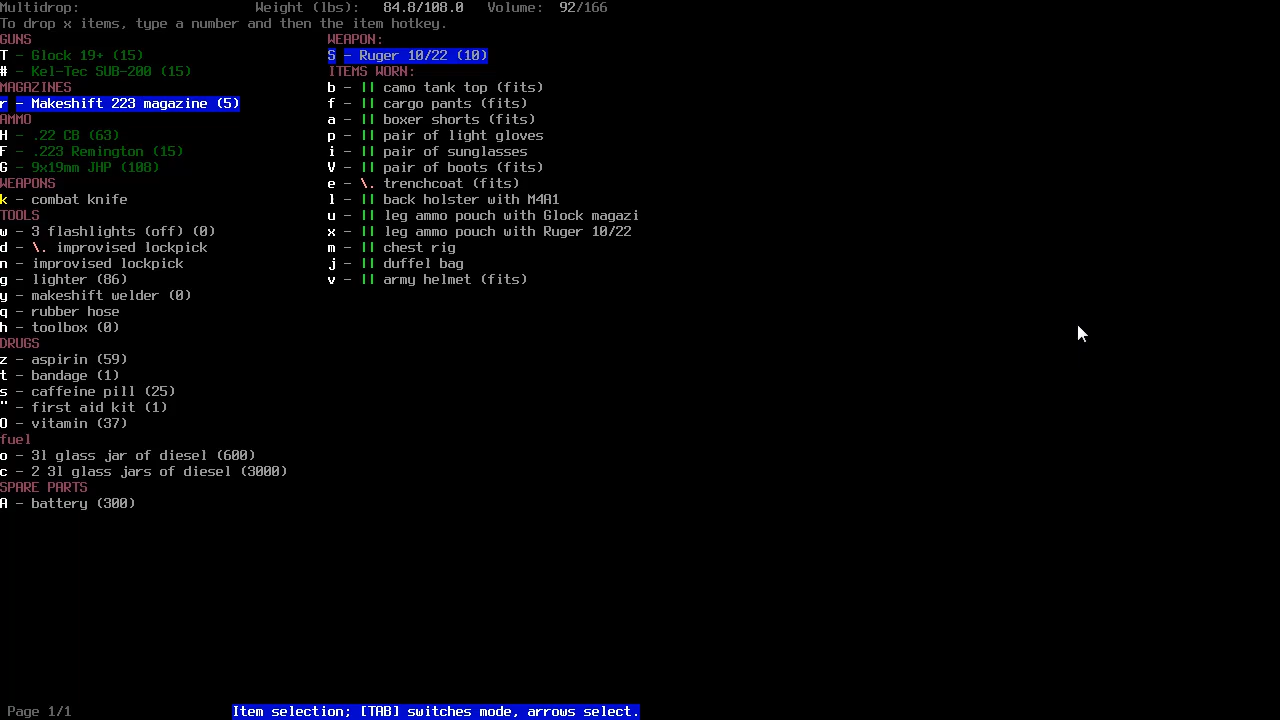 Multidrop: Weight (lbs): 84.8/108.0 Volume: 92/166
To drop x items, type a number and then the item hotkey.
GUNS
T - Glock 19+ (15)
# - Kel-Tec SUB-200 (15)
MAGAZINES
r - Makeshift 223 magazine (5)
AMMO
H - .22 CB (63)
F - .223 Remington (15)
G - 9x19mm JHP (108)
WEAPONS
k - combat knife
TOOLS
w - 3 flashlights (off) (0)
d - \. improvised lockpick
n - improvised lockpick
g - lighter (86)
y - makeshift welder (0)
q - rubber hose
h - toolbox (0)
DRUGS
z - aspirin (59)
t - bandage (1)
s - caffeine pill (25)
" - first aid kit (1)
O - vitamin (37)
fuel
o - 3l glass jar of diesel (600)
c - 2 3l glass jars of diesel (3000)
SPARE PARTS
A - battery (300)
WEAPON:
S - Ruger 10/22 (10)
ITEMS WORN:
b - || camo tank top (fits)
f - || cargo pants (fits)
a - || boxer shorts (fits)
p - || pair of light gloves
i - || pair of sunglasses
V - || pair of boots (fits)
e - \. trenchcoat (fits)
l - || back holster with M4A1
u - || leg ammo pouch with Glock magazi
x - || leg ammo pouch with Ruger 10/22
m - || chest rig
j - || duffel bag
v - || army helmet (fits)
Page 1/1 Item selection; [TAB] switches mode, arrows select.